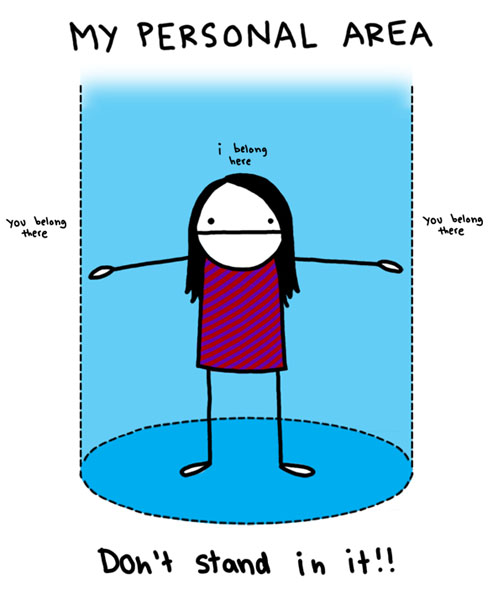 MY PERSONAL AREA
i belong
here
you belong
there
you belong
there
Don't stand in it!!